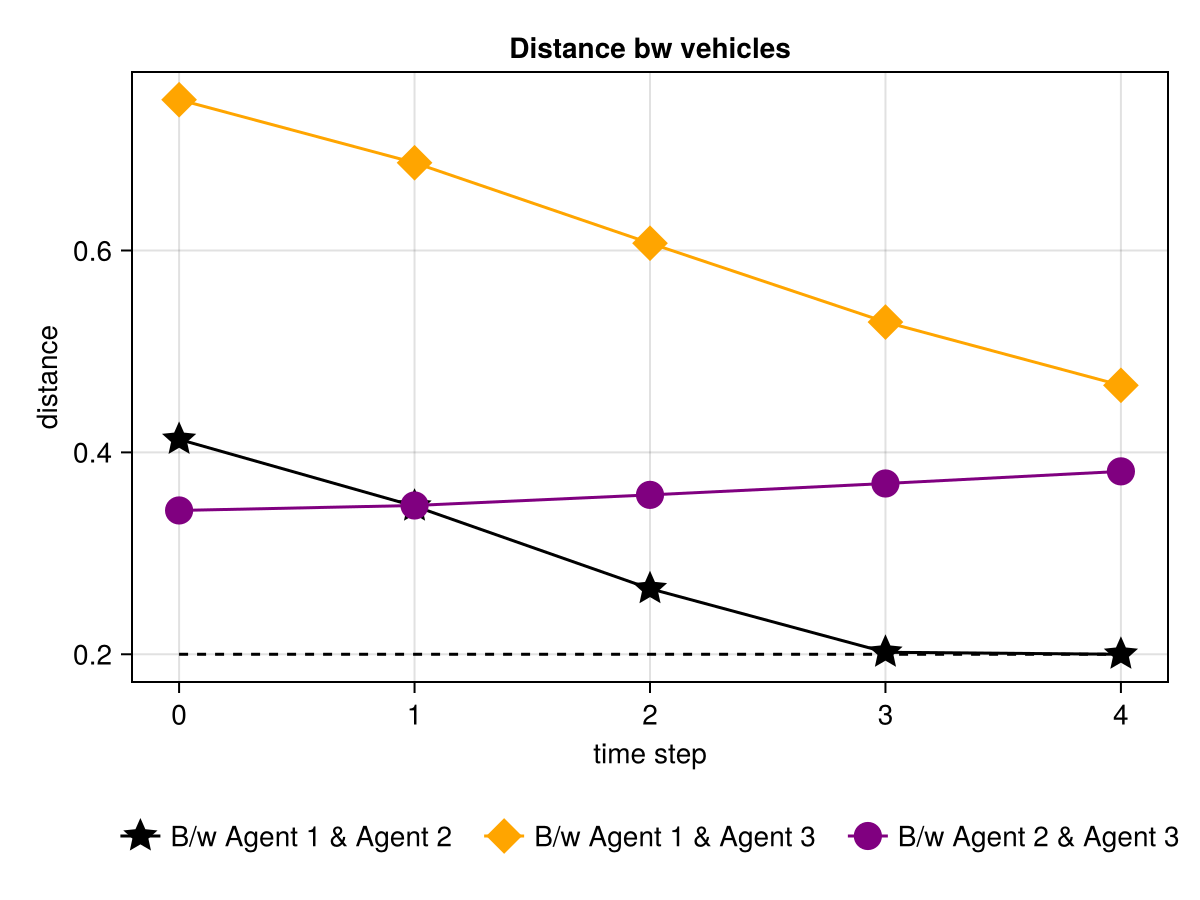 Distance bw vehicles
distance
0.6
0.4
0.2
0 1 2 3 4
time step
B/w Agent 1 & Agent 2 B/w Agent 1 & Agent 3 B/w Agent 2 & Agent 3